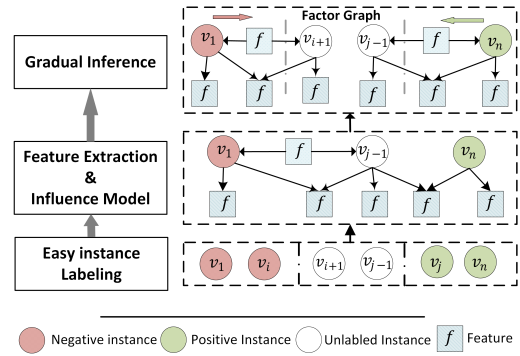 Factor Graph
v1 f vi+1 vj−1 f vn
f f f f f f
Gradual Inference
v1 f vj−1 vn
f f f f f
Feature Extraction
&
Influence Model
Easy instance
Labeling
v1 vi vi+1 vj−1 vj vn
Negative instance Positive Instance Unlabled Instance f Feature